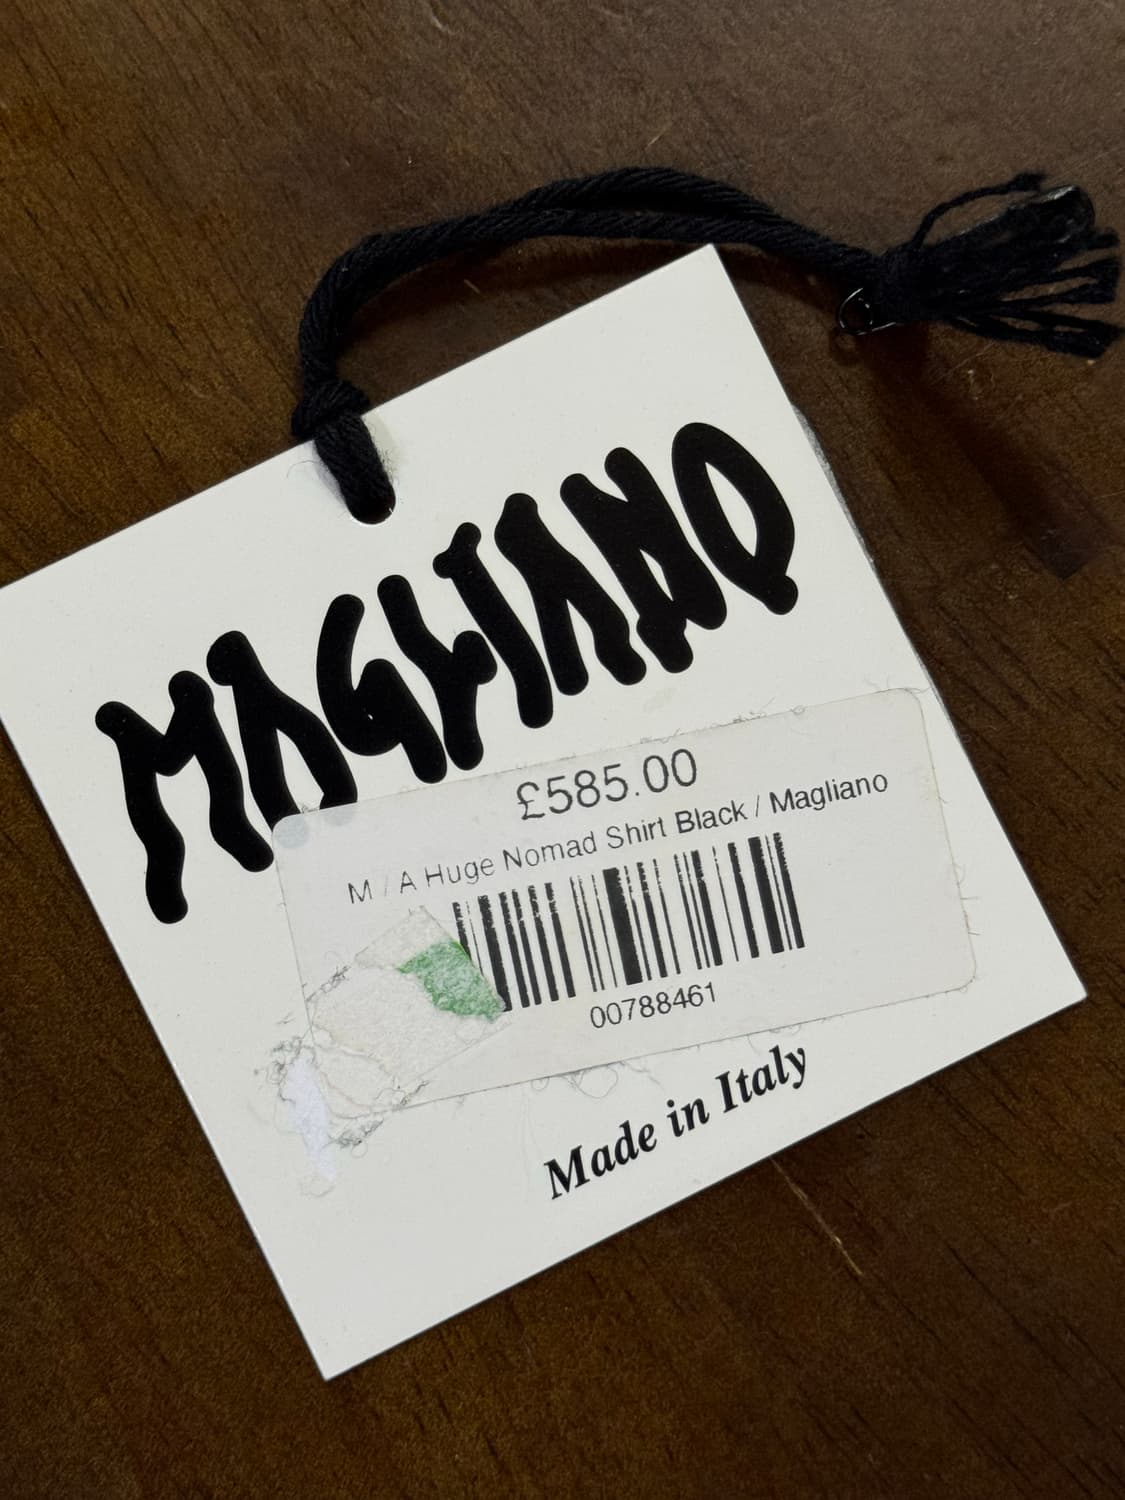 MAGLIANO
£585.00
M / A Huge Nomad Shirt Black / Magliano
00788461
Made in Italy